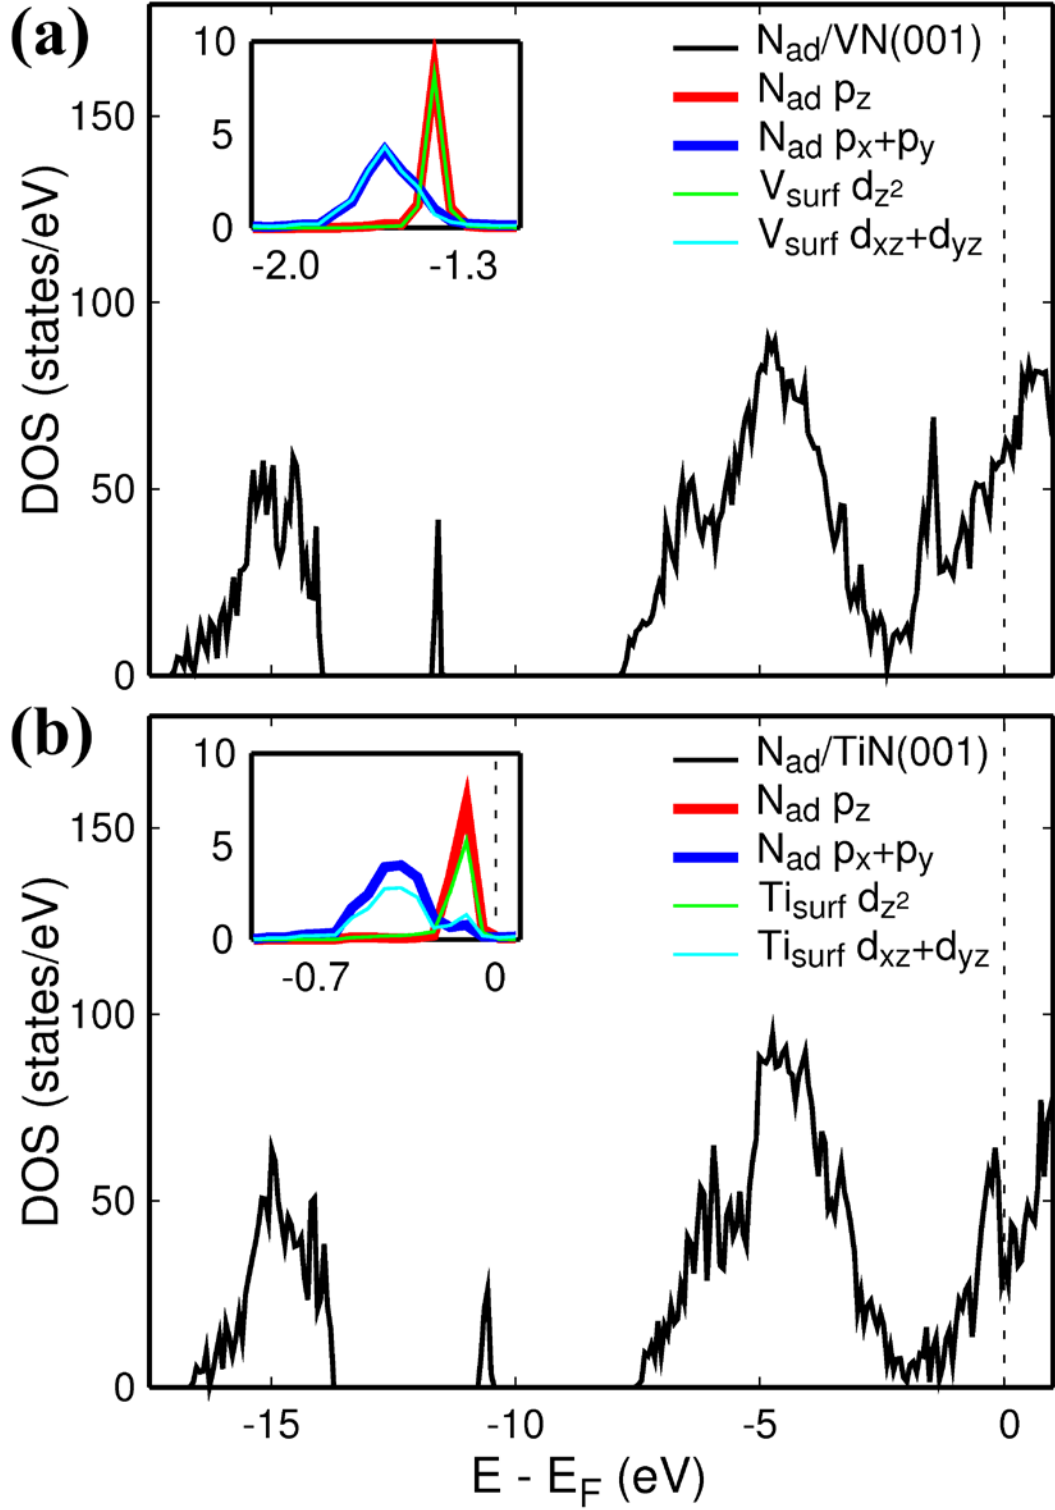 (a)
DOS (states/eV)
150
100
50
0
10
5
0
-2.0 -1.3
N_ad/VN(001)
N_ad p_z
N_ad p_x+p_y
V_surf d_z²
V_surf d_xz+d_yz
(b)
DOS (states/eV)
150
100
50
0
10
5
0
-0.7 0
N_ad/TiN(001)
N_ad p_z
N_ad p_x+p_y
Ti_surf d_z²
Ti_surf d_xz+d_yz
-15 -10 -5 0
E - E_F (eV)